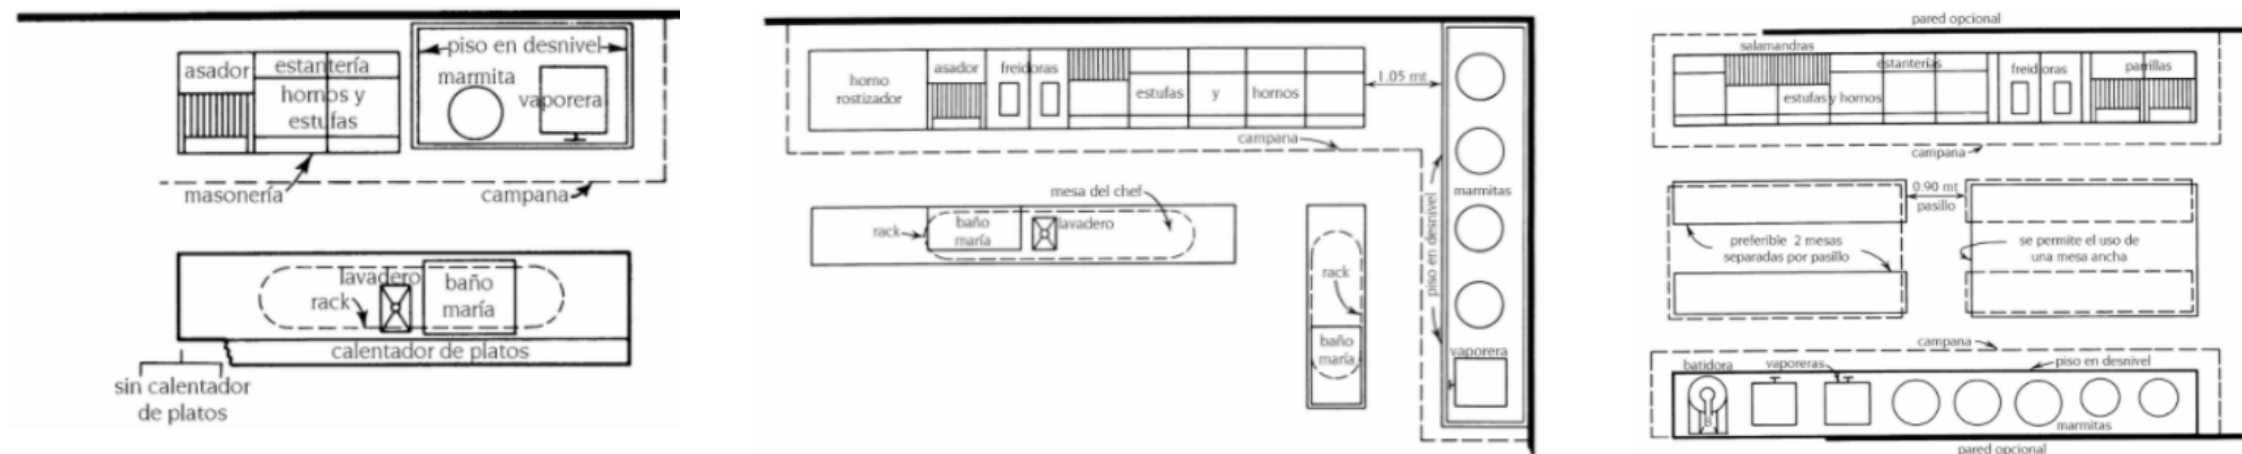 piso en desnivel
asador
estantería
marmita
hornos y
estufas
vaporera
masonería
campana
lavadero
rack
baño
maría
calentador de platos
sin calentador
de platos
horno
rostizador
asador
freidoras
estufas y hornos
1.05 mt
campana
mesa del chef
rack
baño
maría
lavadero
marmitas
piso en desnivel
rack
baño
maría
vaporera
pared opcional
salamandras
estanterías
freidoras
parrillas
estufas y hornos
campana
0.90 mt
pasillo
preferible 2 mesas
separadas por pasillo
se permite el uso de
una mesa ancha
campana
batidora
vaporeras
piso en desnivel
marmitas
pared opcional